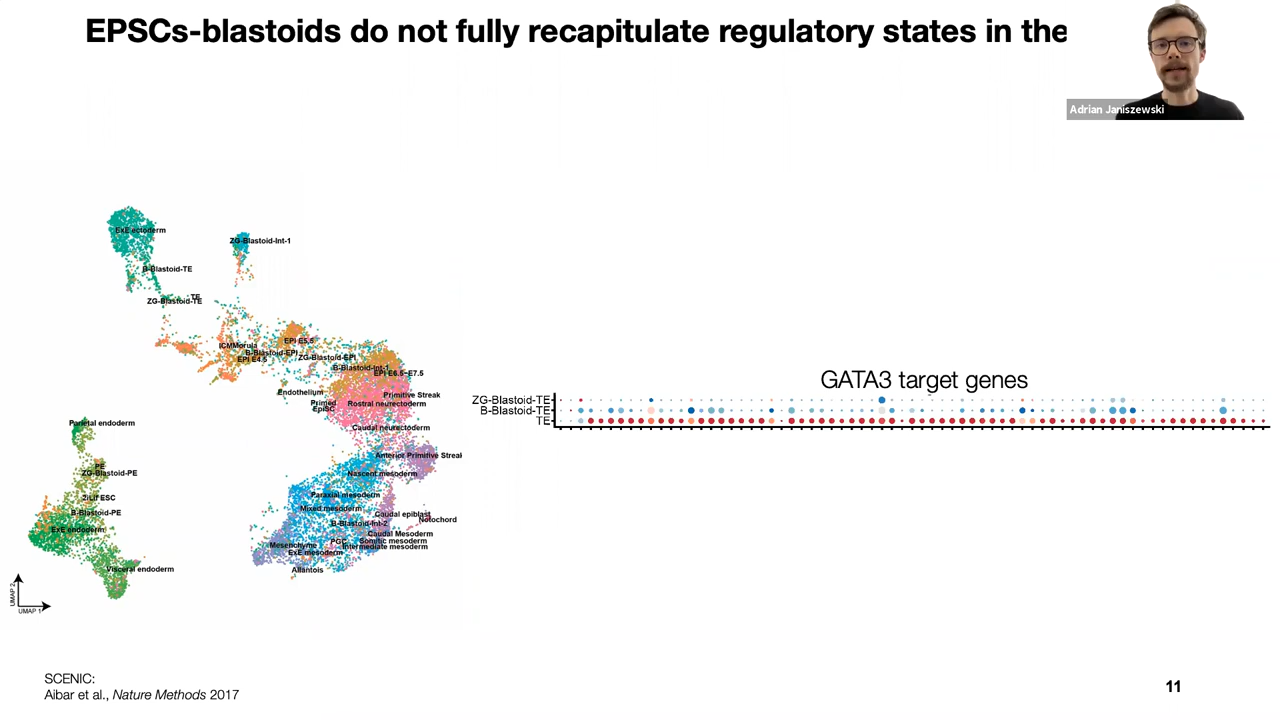 EPSCs-blastoids do not fully recapitulate regulatory states in the
Adrian Janiszewski
ExE ectoderm
ZG-Blastoid-Int-1
B-Blastoid-TE
TE
ZG-Blastoid-TE
EPI E5.5
ICMMorula
B-Blastoid-EPI
ZG-Blastoid-EPI
EPI E4.5
B-Blastoid-Int-1
EPI E6.5-E7.5
Endothelium
Primitive Streak
Primed
EpiSC
Rostral neurectoderm
Caudal neurectoderm
Parietal endoderm
Anterior Primitive Streak
PE
ZG-Blastoid-PE
Nascent mesoderm
2iLif ESC
Paraxial mesoderm
Mixed mesoderm
B-Blastoid-PE
Caudal epiblast
Notochord
B-Blastoid-Int-2
ExE endoderm
Caudal Mesoderm
PGC
Somitic mesoderm
Mesenchyme
Intermediate mesoderm
ExE mesoderm
Visceral endoderm
Allantois
UMAP 2
UMAP 1
GATA3 target genes
ZG-Blastoid-TE
B-Blastoid-TE
TE
SCENIC:
Aibar et al., Nature Methods 2017
11